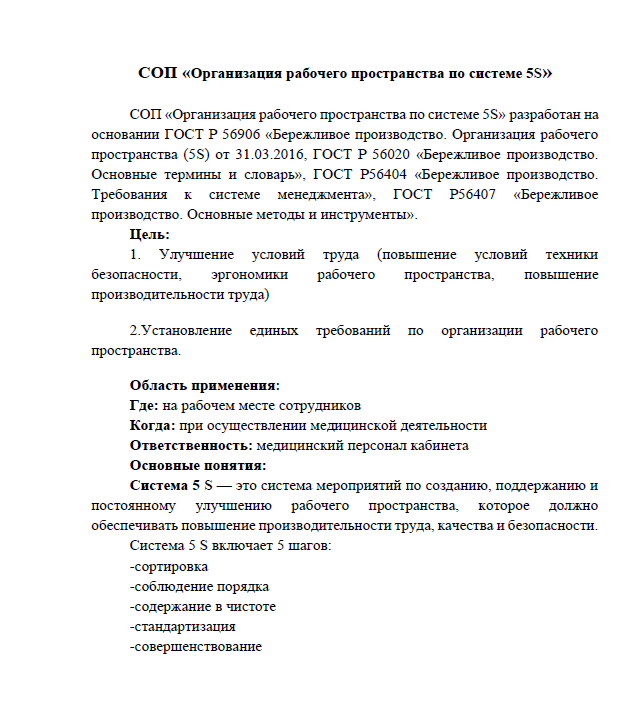 СОП «Организация рабочего пространства по системе 5S»
СОП «Организация рабочего пространства по системе 5S» разработан на
основании ГОСТ Р 56906 «Бережливое производство. Организация рабочего
пространства (5S) от 31.03.2016, ГОСТ Р 56020 «Бережливое производство.
Основные термины и словарь», ГОСТ Р56404 «Бережливое производство.
Требования к системе менеджмента», ГОСТ Р56407 «Бережливое
производство. Основные методы и инструменты».
Цель:
1. Улучшение условий труда (повышение условий техники
безопасности, эргономики рабочего пространства, повышение
производительности труда)
2.Установление единых требований по организации рабочего
пространства.
Область применения:
Где: на рабочем месте сотрудников
Когда: при осуществлении медицинской деятельности
Ответственность: медицинский персонал кабинета
Основные понятия:
Система 5 S — это система мероприятий по созданию, поддержанию и
постоянному улучшению рабочего пространства, которое должно
обеспечивать повышение производительности труда, качества и безопасности.
Система 5 S включает 5 шагов:
-сортировка
-соблюдение порядка
-содержание в чистоте
-стандартизация
-совершенствование